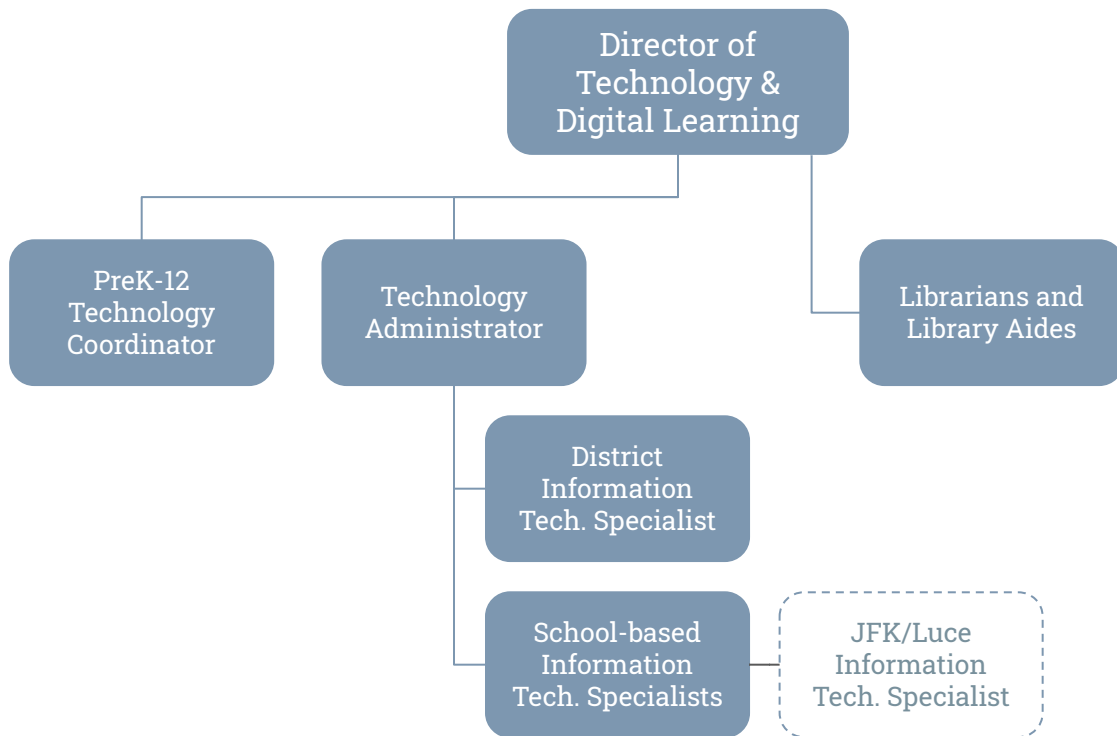 Director of
Technology &
Digital Learning
PreK-12
Technology
Coordinator
Technology
Administrator
Librarians and
Library Aides
District
Information
Tech. Specialist
School-based
Information
Tech. Specialists
JFK/Luce
Information
Tech. Specialist